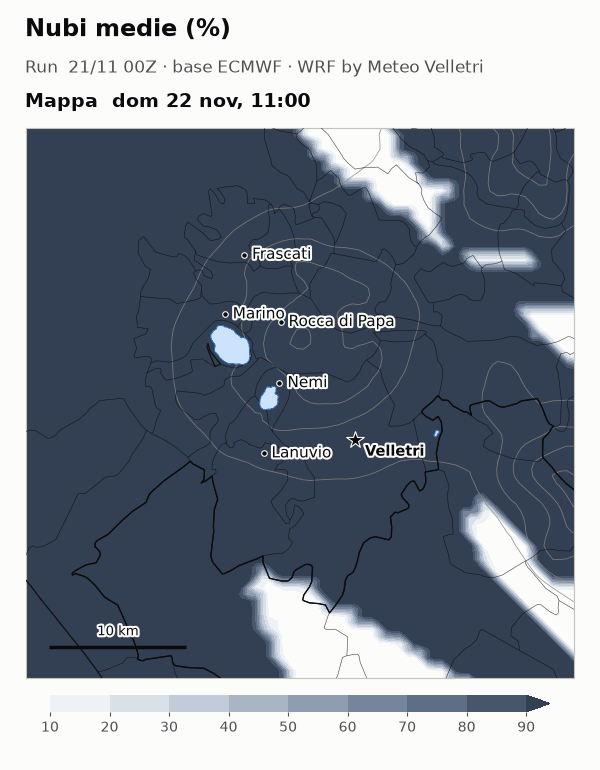 Nubi medie (%)
Run  21/11 00Z · base ECMWF · WRF by Meteo Velletri
Mappa  dom 22 nov, 11:00
Frascati
Marino
Rocca di Papa
Nemi
Lanuvio
Velletri
10 km
10 20 30 40 50 60 70 80 90